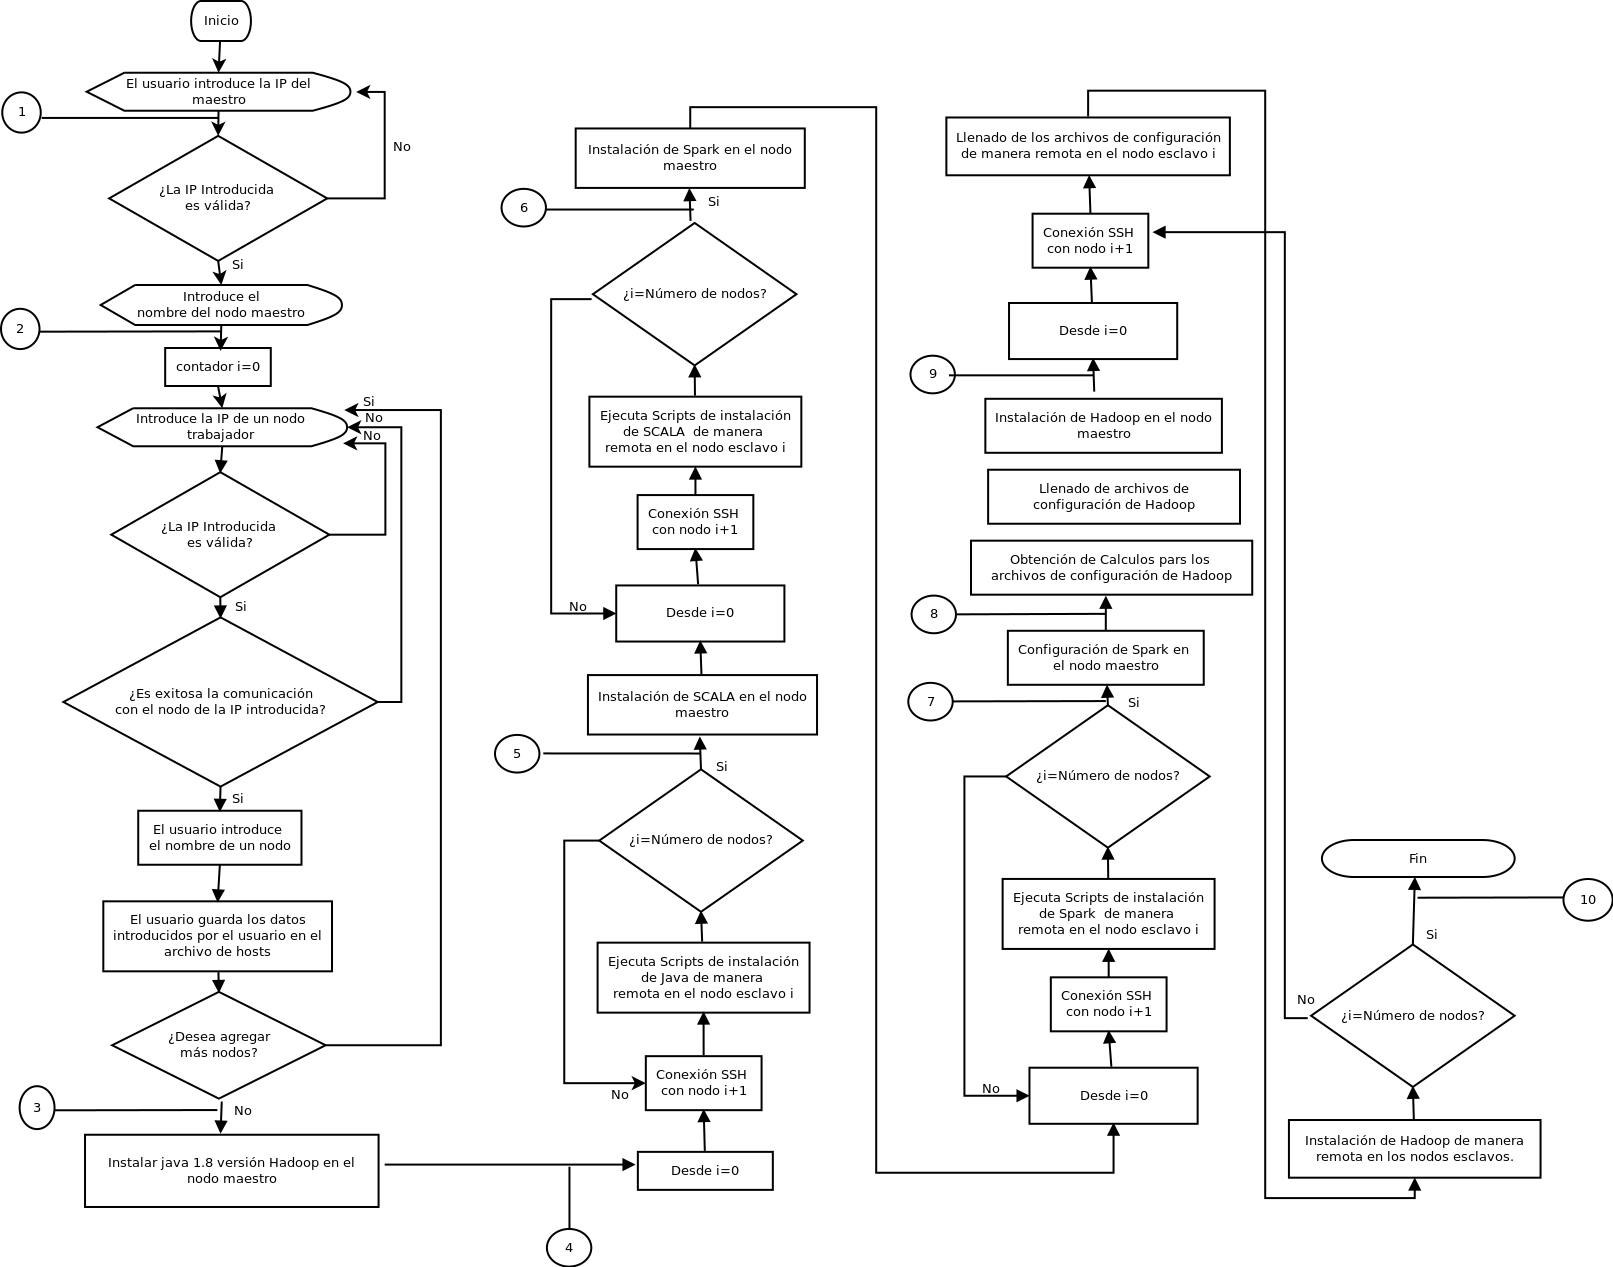 Inicio
El usuario introduce la IP del
maestro
1
No
¿La IP Introducida
es válida?
Si
Introduce el
nombre del nodo maestro
2
contador i=0
Si
No
No
Introduce la IP de un nodo
trabajador
¿La IP Introducida
es válida?
Si
¿Es exitosa la comunicación
con el nodo de la IP introducida?
Si
El usuario introduce
el nombre de un nodo
El usuario guarda los datos
introducidos por el usuario en el
archivo de hosts
¿Desea agregar
más nodos?
3
No
Instalar java 1.8 versión Hadoop en el
nodo maestro
Instalación de Spark en el nodo
maestro
6
Si
¿i=Número de nodos?
Ejecuta Scripts de instalación
de SCALA  de manera
remota en el nodo esclavo i
Conexión SSH
con nodo i+1
No
Desde i=0
Instalación de SCALA en el nodo
maestro
5
Si
¿i=Número de nodos?
Ejecuta Scripts de instalación
de Java de manera
remota en el nodo esclavo i
Conexión SSH
con nodo i+1
No
Desde i=0
4
Llenado de los archivos de configuración
de manera remota en el nodo esclavo i
Conexión SSH
con nodo i+1
Desde i=0
9
Instalación de Hadoop en el nodo
maestro
Llenado de archivos de
configuración de Hadoop
Obtención de Calculos pars los
archivos de configuración de Hadoop
8
Configuración de Spark en
el nodo maestro
7
Si
¿i=Número de nodos?
Ejecuta Scripts de instalación
de Spark  de manera
remota en el nodo esclavo i
Conexión SSH
con nodo i+1
No
Desde i=0
Fin
10
Si
No
¿i=Número de nodos?
Instalación de Hadoop de manera
remota en los nodos esclavos.